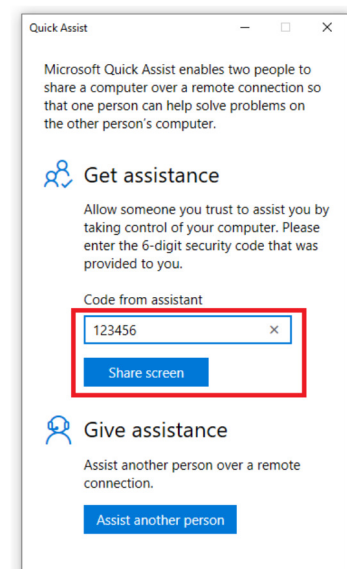 Quick Assist
Microsoft Quick Assist enables two people to
share a computer over a remote connection so
that one person can help solve problems on
the other person's computer.
Get assistance
Allow someone you trust to assist you by
taking control of your computer. Please
enter the 6-digit security code that was
provided to you.
Code from assistant
123456
Share screen
Give assistance
Assist another person over a remote
connection.
Assist another person